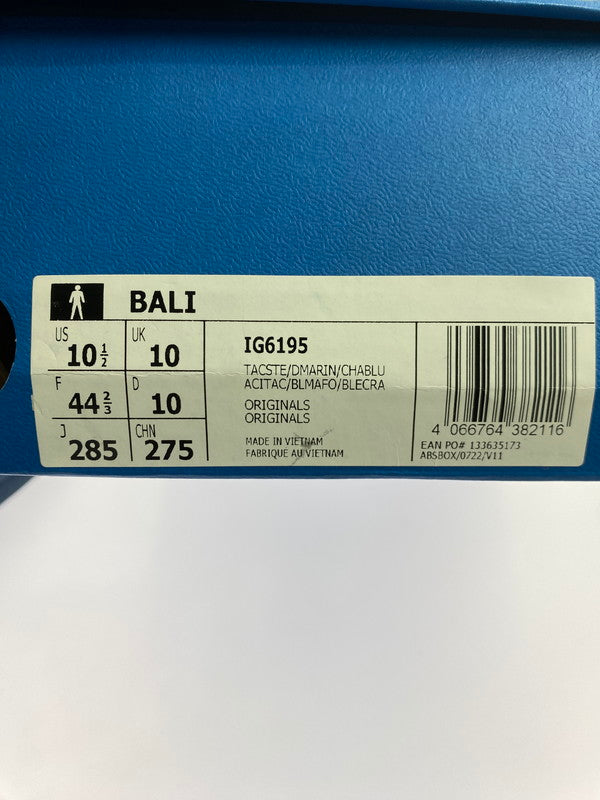 BALI
US 10 1/2 UK 10
F 44 2/3 D 10
J 285 CHN 275
IG6195
TACSTE/DMARIN/CHABLU
ACITAC/BLMAFO/BLECRA
ORIGINALS
ORIGINALS
MADE IN VIETNAM
FABRIQUE AU VIETNAM
4 066764 382116
EAN PO# 133635173
ABSBOX/0722/V11